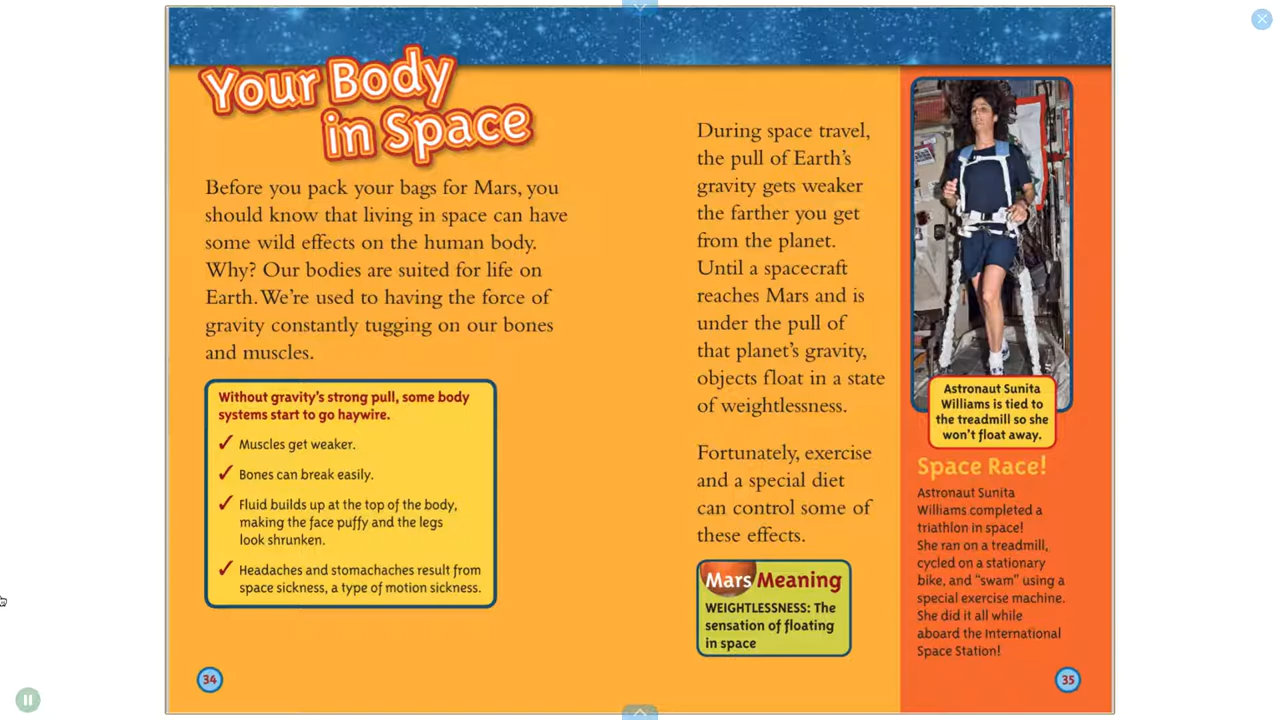 Your Body
in Space
Before you pack your bags for Mars, you
should know that living in space can have
some wild effects on the human body.
Why? Our bodies are suited for life on
Earth. We're used to having the force of
gravity constantly tugging on our bones
and muscles.
Without gravity's strong pull, some body
systems start to go haywire.
✓ Muscles get weaker.
✓ Bones can break easily.
✓ Fluid builds up at the top of the body,
making the face puffy and the legs
look shrunken.
✓ Headaches and stomachaches result from
space sickness, a type of motion sickness.
34
During space travel,
the pull of Earth's
gravity gets weaker
the farther you get
from the planet.
Until a spacecraft
reaches Mars and is
under the pull of
that planet's gravity,
objects float in a state
of weightlessness.
Fortunately, exercise
and a special diet
can control some of
these effects.
Mars Meaning
WEIGHTLESSNESS: The
sensation of floating
in space
Astronaut Sunita
Williams is tied to
the treadmill so she
won't float away.
Space Race!
Astronaut Sunita
Williams completed a
triathlon in space!
She ran on a treadmill,
cycled on a stationary
bike, and “swam” using a
special exercise machine.
She did it all while
aboard the International
Space Station!
35